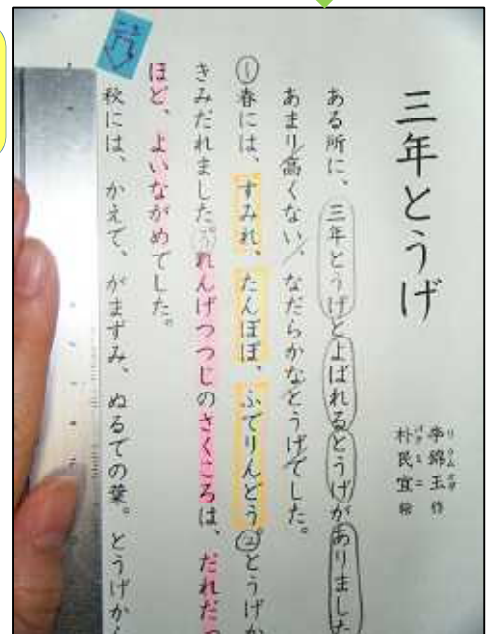 三年とうげ
李錦玉 作
朴民宜 絵
ある所に、三年とうげとよばれるとうげがありました
あまり高くない、なだらかなとうげでした。
①春には、すみれ、たんぽぽ、ふでりんどう。②とうげか
きみだれました。れんげつつじのさくころは、だれだっ
ほど、よいながめでした。
秋には、かえで、がまずみ、ぬるでの葉。とうげから